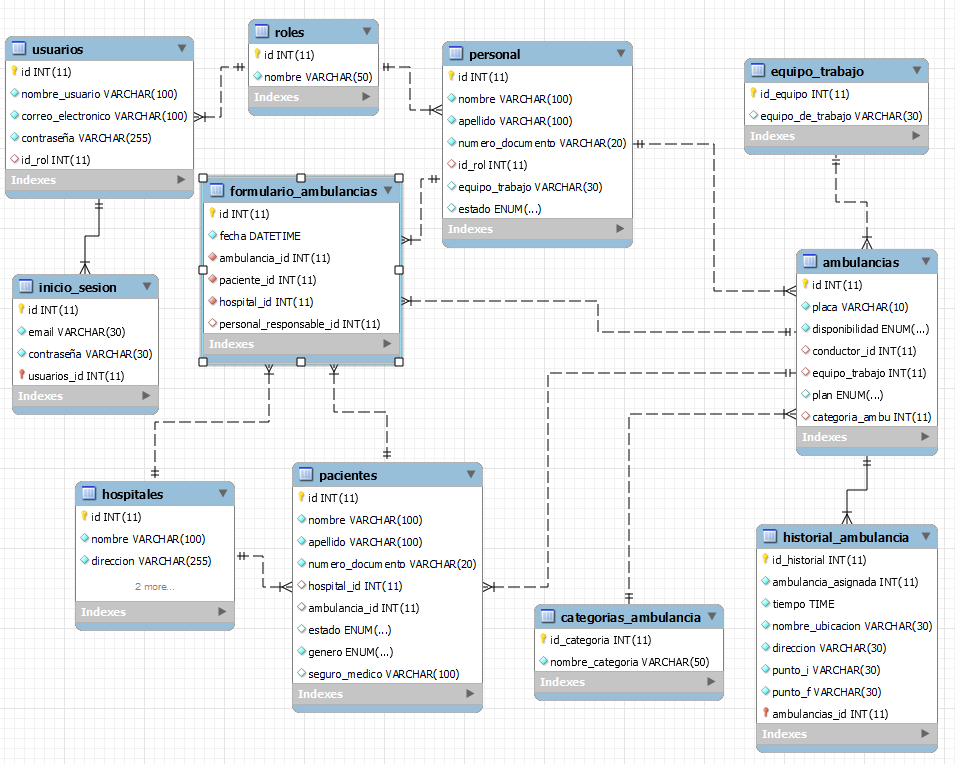 usuarios
id INT(11)
nombre_usuario VARCHAR(100)
correo_electronico VARCHAR(100)
contraseña VARCHAR(255)
id_rol INT(11)
Indexes
roles
id INT(11)
nombre VARCHAR(50)
Indexes
personal
id INT(11)
nombre VARCHAR(100)
apellido VARCHAR(100)
numero_documento VARCHAR(20)
id_rol INT(11)
equipo_trabajo VARCHAR(30)
estado ENUM(...)
Indexes
equipo_trabajo
id_equipo INT(11)
equipo_de_trabajo VARCHAR(30)
Indexes
formulario_ambulancias
id INT(11)
fecha DATETIME
ambulancia_id INT(11)
paciente_id INT(11)
hospital_id INT(11)
personal_responsable_id INT(11)
Indexes
inicio_sesion
id INT(11)
email VARCHAR(30)
contraseña VARCHAR(30)
usuarios_id INT(11)
Indexes
ambulancias
id INT(11)
placa VARCHAR(10)
disponibilidad ENUM(...)
conductor_id INT(11)
equipo_trabajo INT(11)
plan ENUM(...)
categoria_ambu INT(11)
Indexes
hospitales
id INT(11)
nombre VARCHAR(100)
direccion VARCHAR(255)
2 more...
Indexes
pacientes
id INT(11)
nombre VARCHAR(100)
apellido VARCHAR(100)
numero_documento VARCHAR(20)
hospital_id INT(11)
ambulancia_id INT(11)
estado ENUM(...)
genero ENUM(...)
seguro_medico VARCHAR(100)
Indexes
categorias_ambulancia
id_categoria INT(11)
nombre_categoria VARCHAR(50)
Indexes
historial_ambulancia
id_historial INT(11)
ambulancia_asignada INT(11)
tiempo TIME
nombre_ubicacion VARCHAR(30)
direccion VARCHAR(30)
punto_i VARCHAR(30)
punto_f VARCHAR(30)
ambulancias_id INT(11)
Indexes